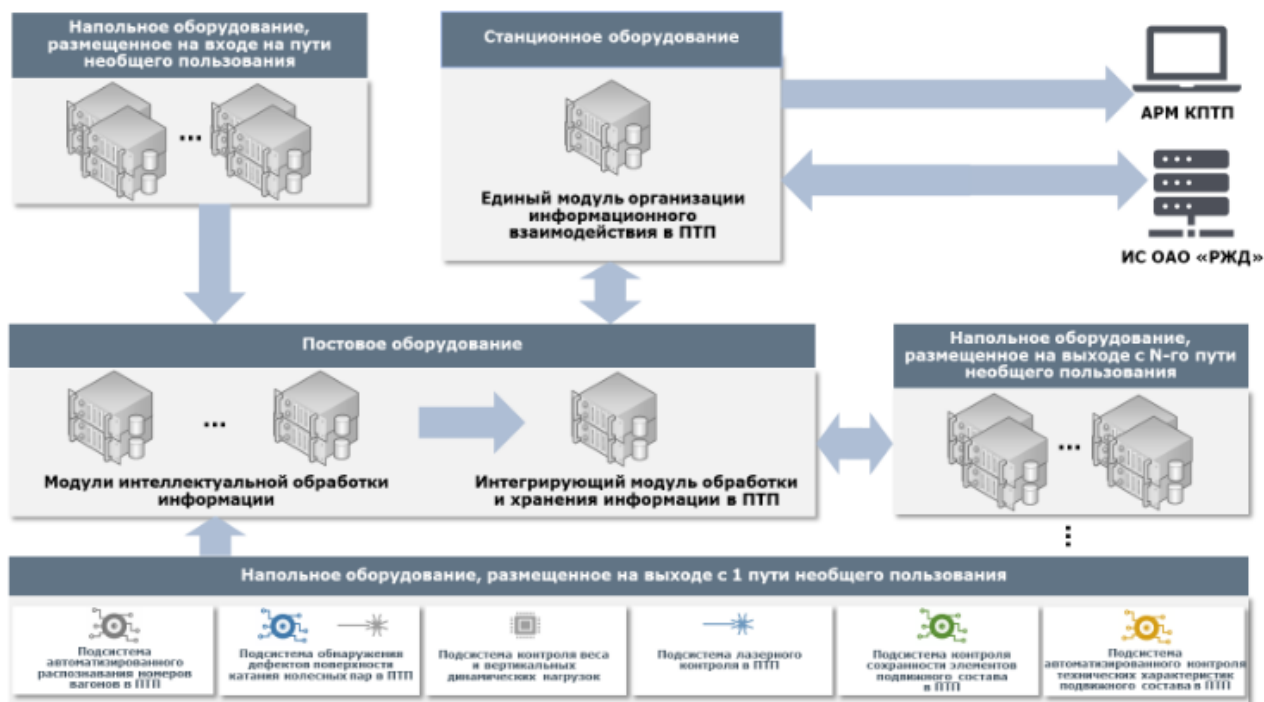 Напольное оборудование,
размещенное на входе на пути
необщего пользования
...
Станционное оборудование
Единый модуль организации
информационного
взаимодействия в ПТП
АРМ КПТП
ИС ОАО «РЖД»
Постовое оборудование
...
Модули интеллектуальной обработки
информации
Интегрирующий модуль обработки
и хранения информации в ПТП
Напольное оборудование,
размещенное на выходе с N-го пути
необщего пользования
...
Напольное оборудование, размещенное на выходе с 1 пути необщего пользования
Подсистема
автоматизированного
распознавания номеров
вагонов в ПТП
Подсистема обнаружения
дефектов поверхности
катания колесных пар в ПТП
Подсистема контроля веса
и вертикальных
динамических нагрузок
Подсистема лазерного
контроля в ПТП
Подсистема контроля
сохранности элементов
подвижного состава
в ПТП
Подсистема
автоматизированного контроля
технических характеристик
подвижного состава в ПТП